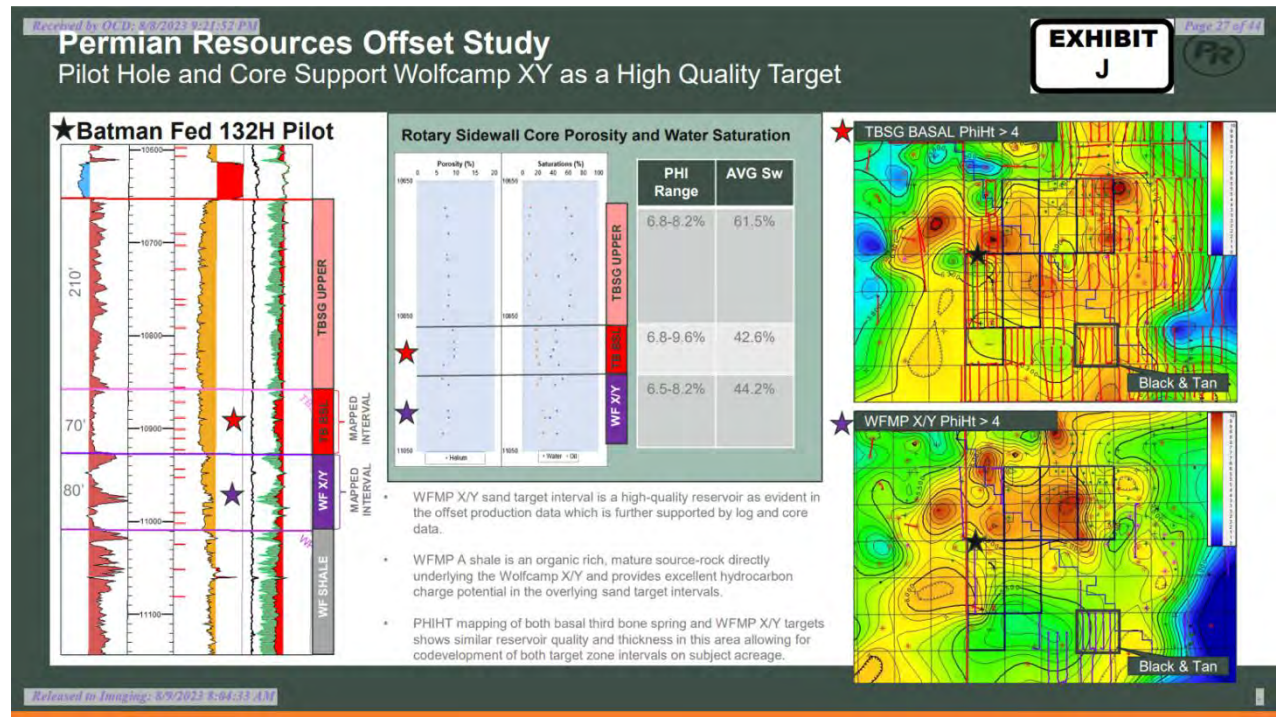 Received by OCD: 8/8/2023 9:21:52 PM
Page 27 of 44
Permian Resources Offset Study
Pilot Hole and Core Support Wolfcamp XY as a High Quality Target
EXHIBIT
J
PR
Batman Fed 132H Pilot
10600
10700
10800
10900
11000
11100
210'
70'
80'
TBSG UPPER
TB BSL
WF X/Y
WF SHALE
MAPPED
INTERVAL
MAPPED
INTERVAL
Rotary Sidewall Core Porosity and Water Saturation
Porosity (%)
0 5 10 15 20
Saturations (%)
0 20 40 60 80 100
10650
10650
10850
10850
11050
11050
Helium
Water Oil
TBSG UPPER
TB BSL
WF X/Y
PHI
Range
AVG Sw
6.8-8.2% 61.5%
6.8-9.6% 42.6%
6.5-8.2% 44.2%
• WFMP X/Y sand target interval is a high-quality reservoir as evident in
the offset production data which is further supported by log and core
data.
• WFMP A shale is an organic rich, mature source-rock directly
underlying the Wolfcamp X/Y and provides excellent hydrocarbon
charge potential in the overlying sand target intervals.
• PHIHT mapping of both basal third bone spring and WFMP X/Y targets
shows similar reservoir quality and thickness in this area allowing for
codevelopment of both target zone intervals on subject acreage.
TBSG BASAL PhiHt > 4
Black & Tan
WFMP X/Y PhiHt > 4
Black & Tan
Released to Imaging: 8/9/2023 8:04:33 AM